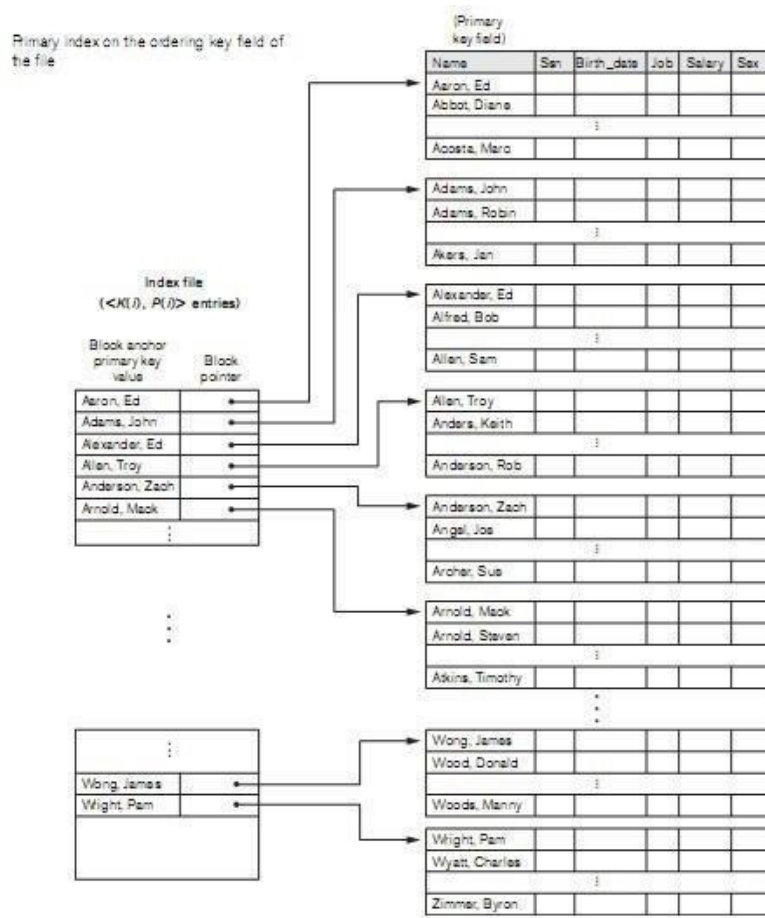 Primary index on the ordering key field of
the file
(Primary
key field)
Name Ssn Birth_date Job Salary Sex
Aaron, Ed
Abbot, Diane
⋮
Acosta, Marc
Adams, John
Adams, Robin
⋮
Akers, Jan
Alexander, Ed
Alfred, Bob
⋮
Allen, Sam
Allen, Troy
Anders, Keith
⋮
Anderson, Rob
Anderson, Zach
Angel, Joe
⋮
Archer, Sue
Arnold, Mack
Arnold, Steven
⋮
Atkins, Timothy
⋮
Wong, James
Wood, Donald
⋮
Woods, Manny
Wright, Pam
Wyatt, Charles
⋮
Zimmer, Byron
Index file
(<K(i), P(i)> entries)
Block anchor
primary key
value
Block
pointer
Aaron, Ed
Adams, John
Alexander, Ed
Allen, Troy
Anderson, Zach
Arnold, Mack
⋮
⋮
⋮
Wong, James
Wright, Pam